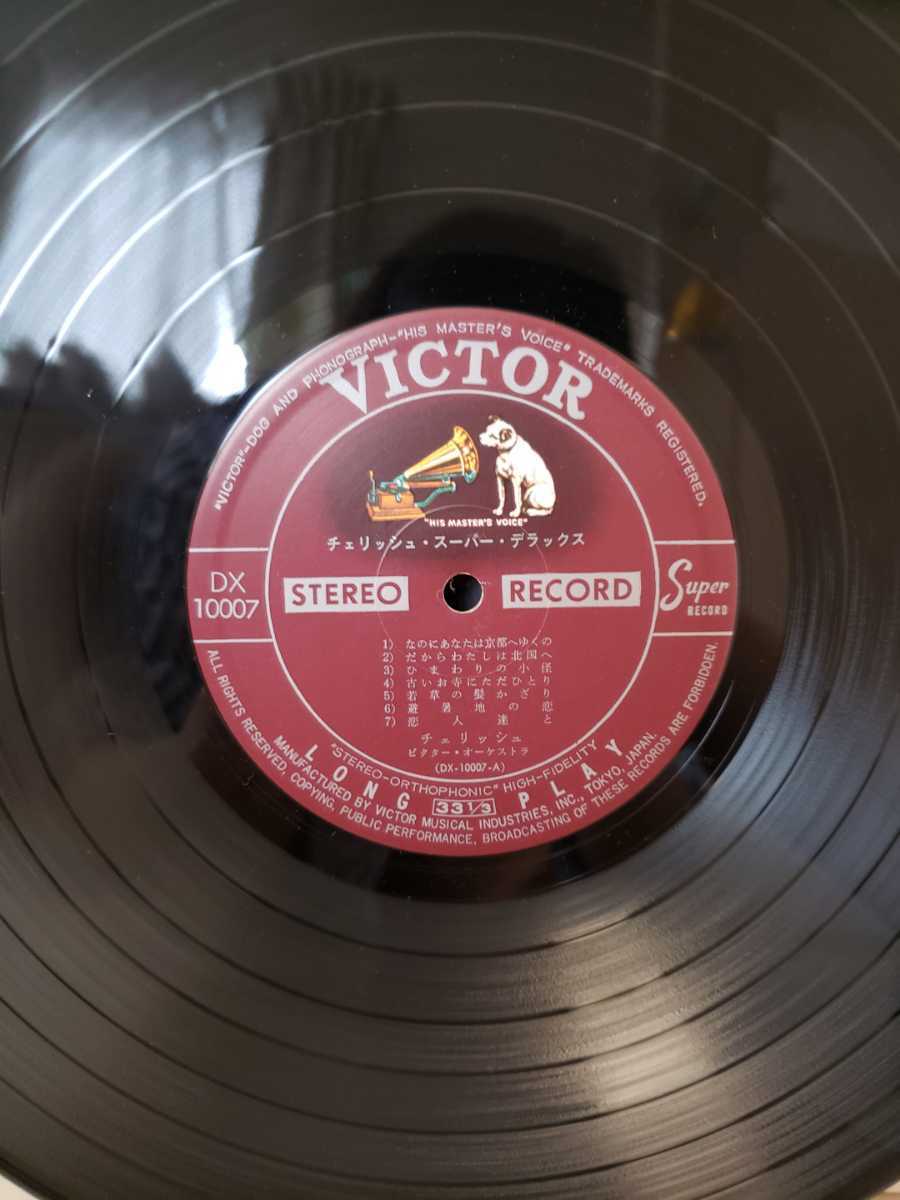 "VICTOR"–DOG AND PHONOGRAPH–"HIS MASTER'S VOICE" TRADEMARKS REGISTERED.
VICTOR
"HIS MASTER'S VOICE"
チェリッシュ・スーパー・デラックス
DX
10007
STEREO RECORD
Super
RECORD
1) なのにあなたは京都へゆくの
2) だからわたしは北国へ
3) ひまわりの小径
4) 古いお寺にただひとり
5) 若草の髪かざり
6) 避暑地の恋
7) 恋人達と
チェリッシュ
ビクター・オーケストラ
(DX-10007-A)
"STEREO-ORTHOPHONIC" HIGH-FIDELITY
LONG 33 1/3 PLAY
MANUFACTURED BY VICTOR MUSICAL INDUSTRIES, INC., TOKYO, JAPAN.
ALL RIGHTS RESERVED, COPYING, PUBLIC PERFORMANCE, BROADCASTING OF THESE RECORDS ARE FORBIDDEN.